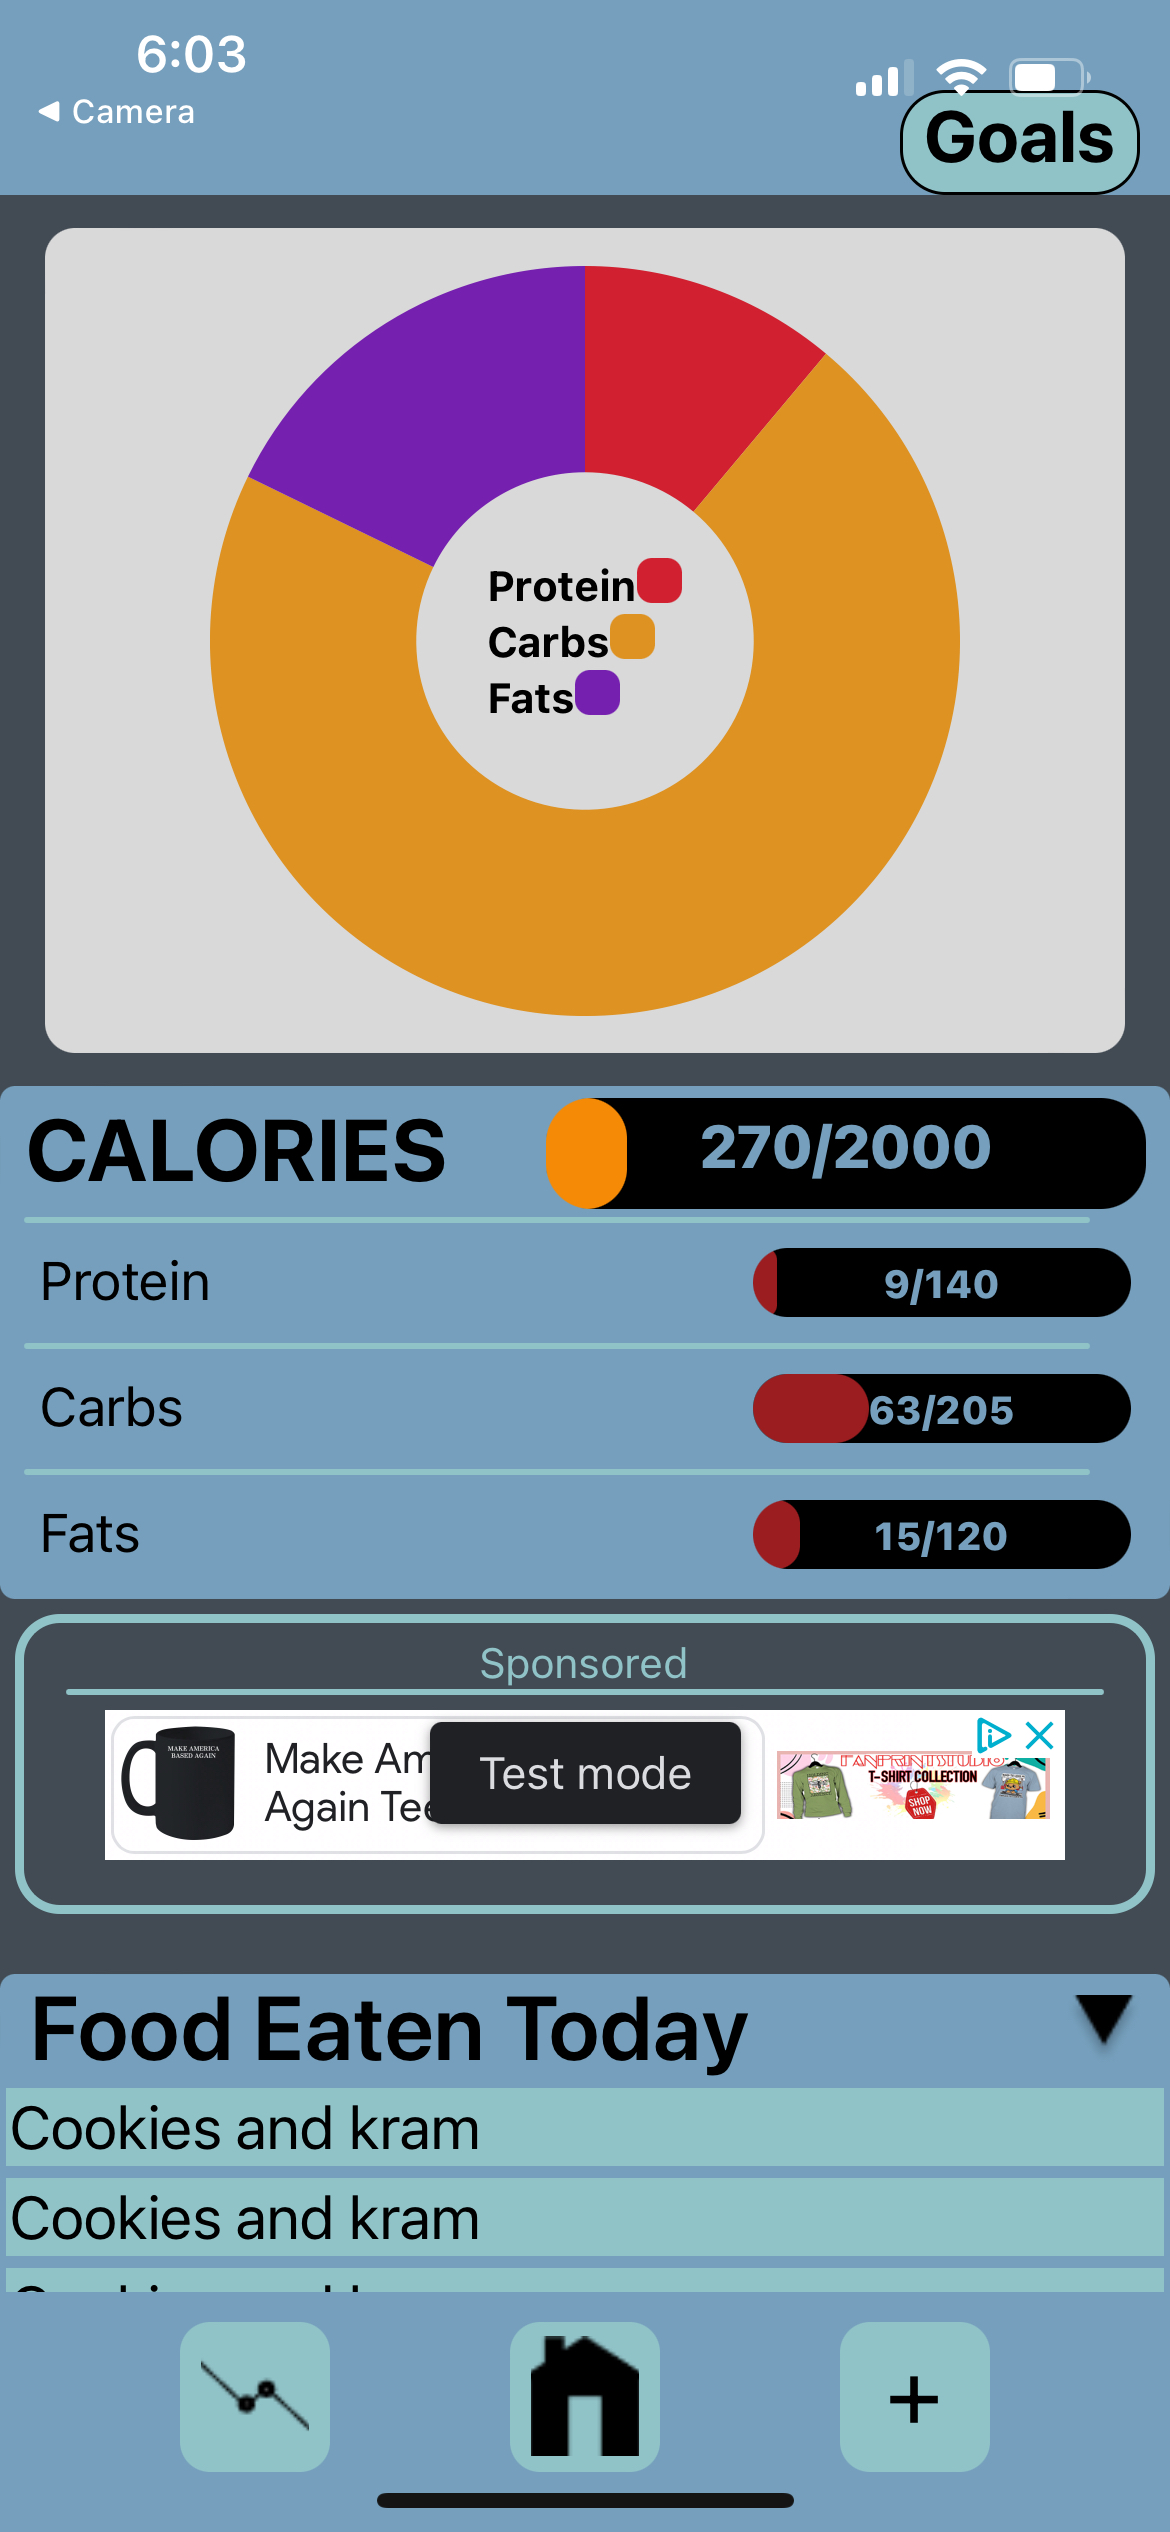 6:03
Camera
Goals
Protein
Carbs
Fats
CALORIES
270/2000
Protein
9/140
Carbs
63/205
Fats
15/120
Sponsored
MAKE AMERICA
BASED AGAIN
Make Am
Again Tee
Test mode
FANPRINTSTUDIO
T-SHIRT COLLECTION
SHOP
NOW
Food Eaten Today
Cookies and kram
Cookies and kram